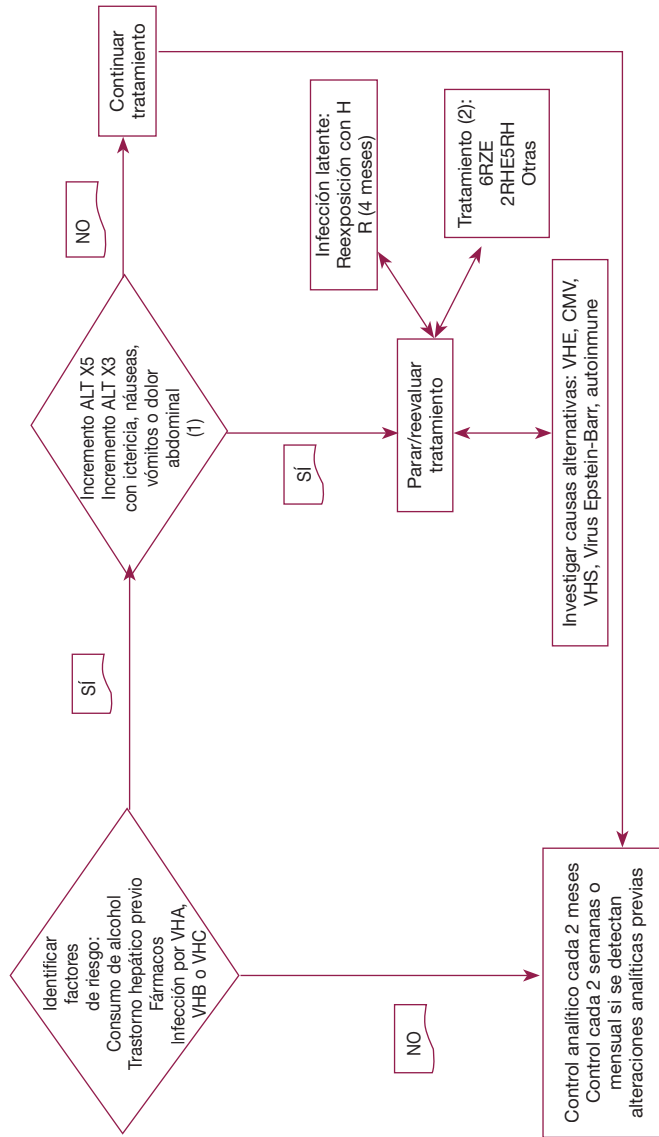 Identificar
factores
de riesgo:
Consumo de alcohol
Trastorno hepático previo
Fármacos
Infección por VHA,
VHB o VHC
SÍ
NO
Incremento ALT X5
Incremento ALT X3
con ictericia, náuseas,
vómitos o dolor
abdominal
(1)
NO
Continuar
tratamiento
SÍ
Parar/reevaluar
tratamiento
Infección latente:
Reexposición con H
R (4 meses)
Tratamiento (2):
6RZE
2RHE5RH
Otras
Investigar causas alternativas: VHE, CMV,
VHS, Virus Epstein-Barr, autoinmune
Control analítico cada 2 meses
Control cada 2 semanas o
mensual si se detectan
alteraciones analíticas previas